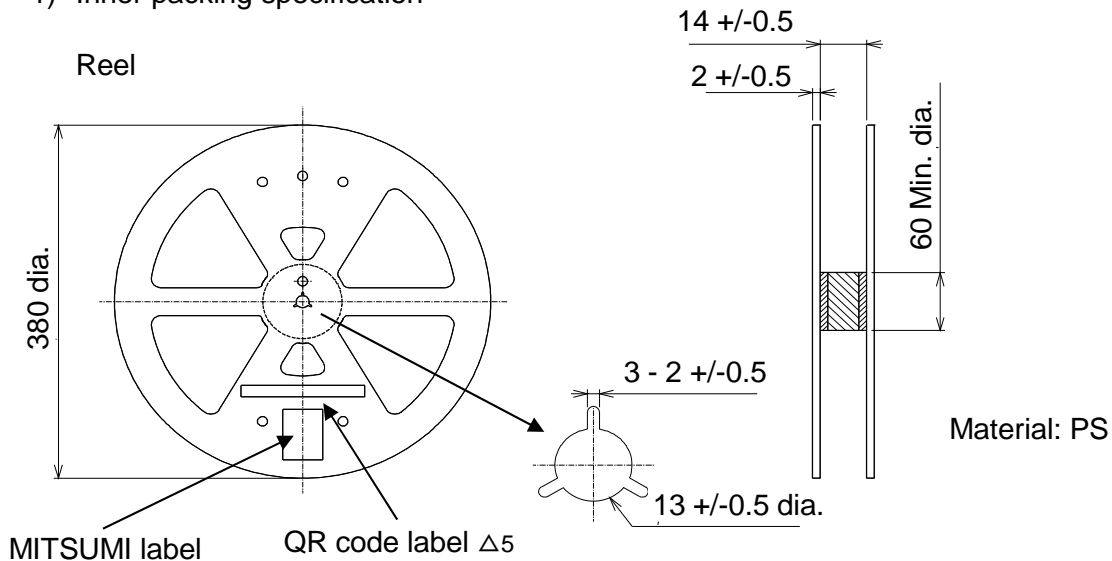 1) Inner packing specification
Reel
14 +/-0.5
2 +/-0.5
380 dia.
60 Min. dia.
3 - 2 +/-0.5
Material: PS
13 +/-0.5 dia.
MITSUMI label
QR code label △5